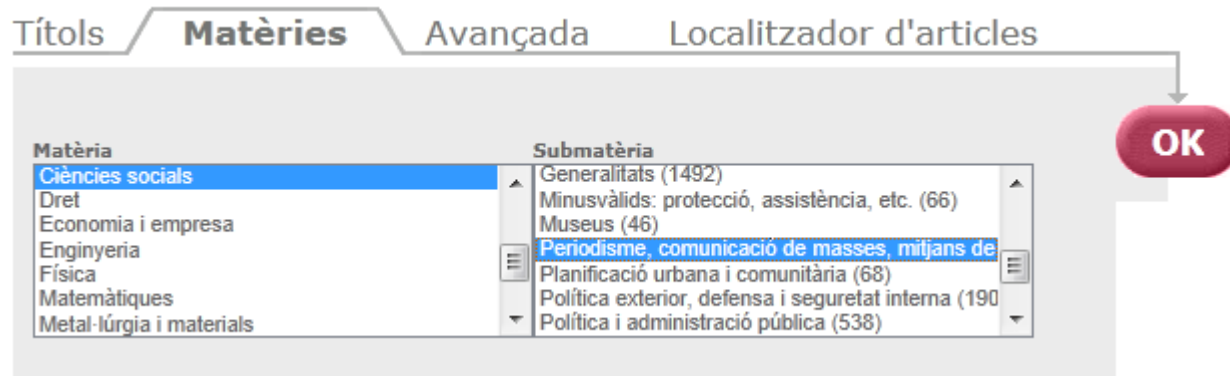 Títols Matèries Avançada Localitzador d'articles
OK
Matèria
Ciències socials
Dret
Economia i empresa
Enginyeria
Física
Matemàtiques
Metal·lúrgia i materials
Submatèria
Generalitats (1492)
Minusvàlids: protecció, assistència, etc. (66)
Museus (46)
Periodisme, comunicació de masses, mitjans de
Planificació urbana i comunitària (68)
Política exterior, defensa i seguretat interna (190
Política i administració pública (538)